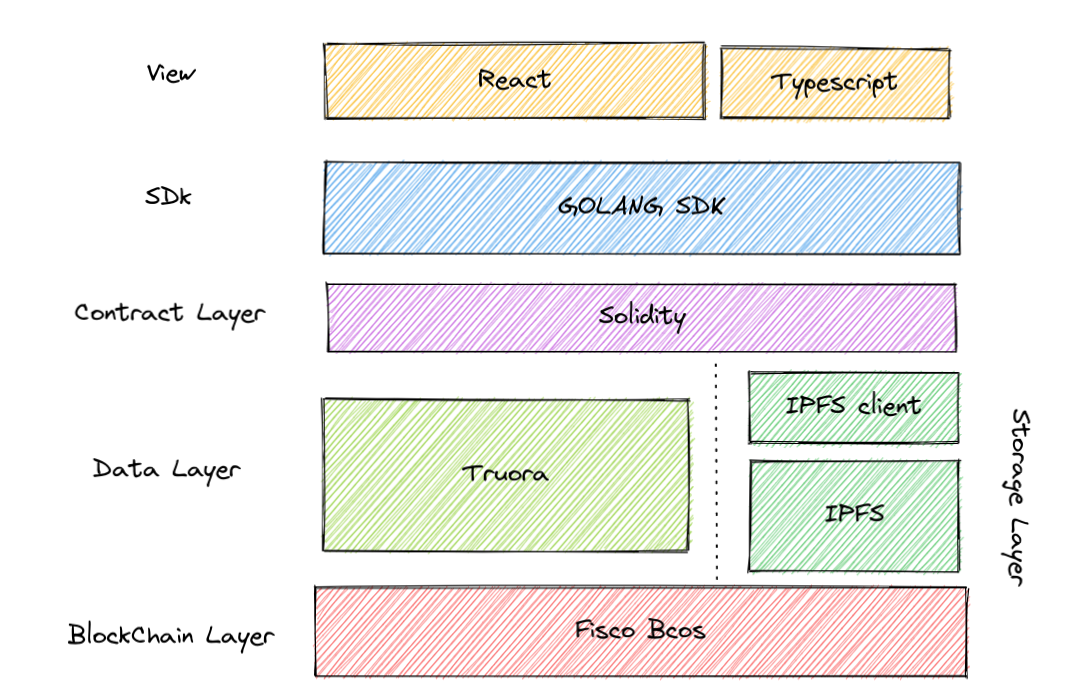 View
React
Typescript
SDk
GOLANG SDK
Contract Layer
Solidity
IPFS client
Data Layer
Truora
IPFS
Storage Layer
BlockChain Layer
Fisco Bcos